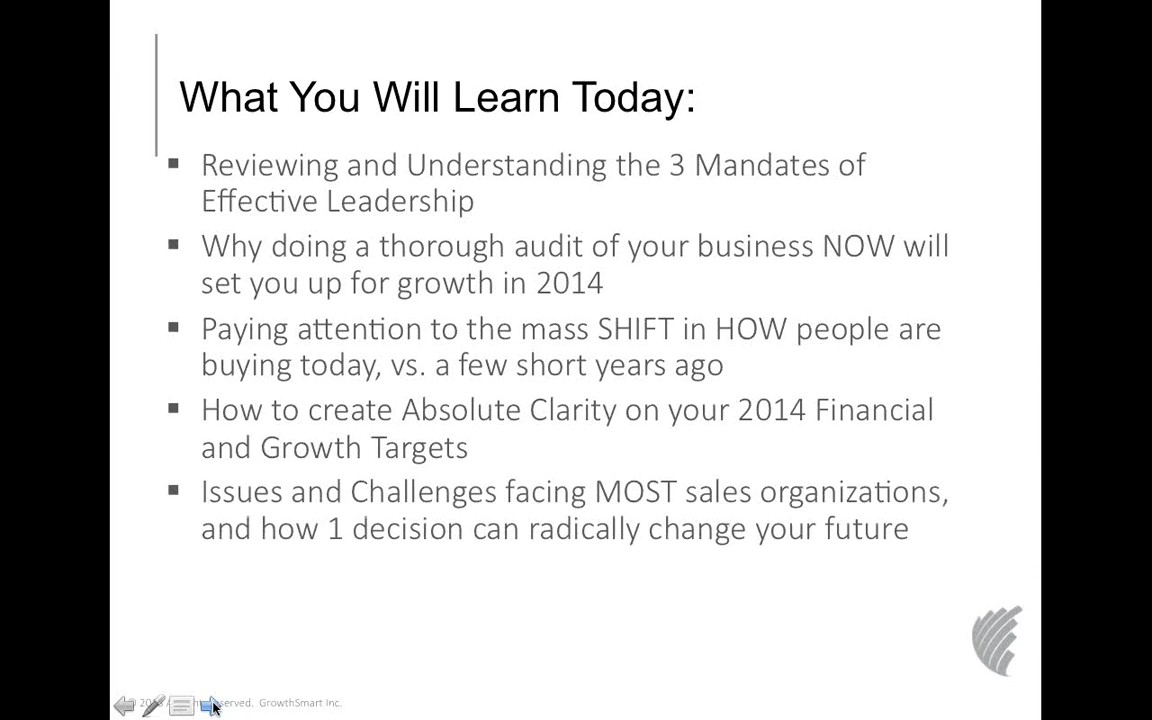 What You Will Learn Today:
▪ Reviewing and Understanding the 3 Mandates of
Effective Leadership
▪ Why doing a thorough audit of your business NOW will
set you up for growth in 2014
▪ Paying attention to the mass SHIFT in HOW people are
buying today, vs. a few short years ago
▪ How to create Absolute Clarity on your 2014 Financial
and Growth Targets
▪ Issues and Challenges facing MOST sales organizations,
and how 1 decision can radically change your future
© GrowthSmart Inc.